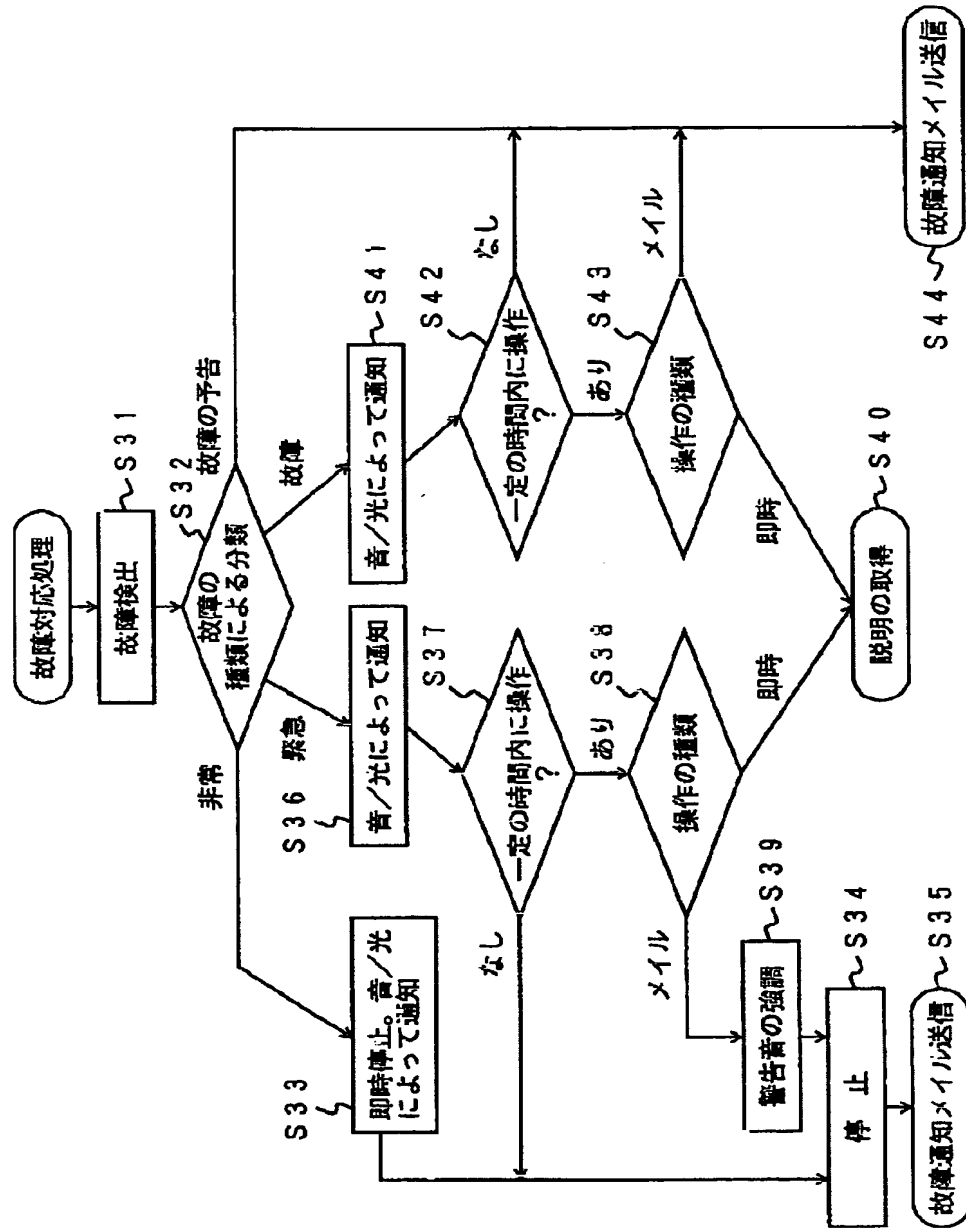 故障対応処理
故障検出
S31
S32
故障の
種類による分類
非常
緊急
故障
故障の予告
S33
即時停止。音／光
によって通知
S36
音／光によって通知
音／光によって通知
S41
一定の時間内に操作
？
S37
一定の時間内に操作
？
S42
なし
あり
あり
なし
操作の種類
S38
操作の種類
S43
メイル
即時
即時
メイル
警告音の強調
S39
停 止
S34
説明の取得
S40
故障通知メイル送信
S35
S44
故障通知メイル送信